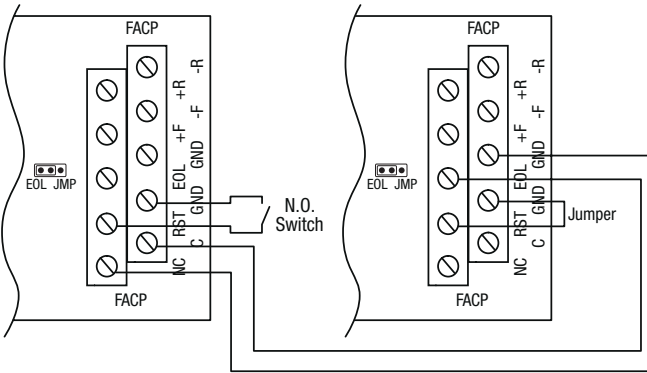 FACP
-R
+R
-F
+F
GND
EOL
GND
RST
C
NC
EOL JMP
N.O.
Switch
FACP
FACP
-R
+R
-F
+F
GND
EOL
GND
RST
C
NC
EOL JMP
Jumper
FACP